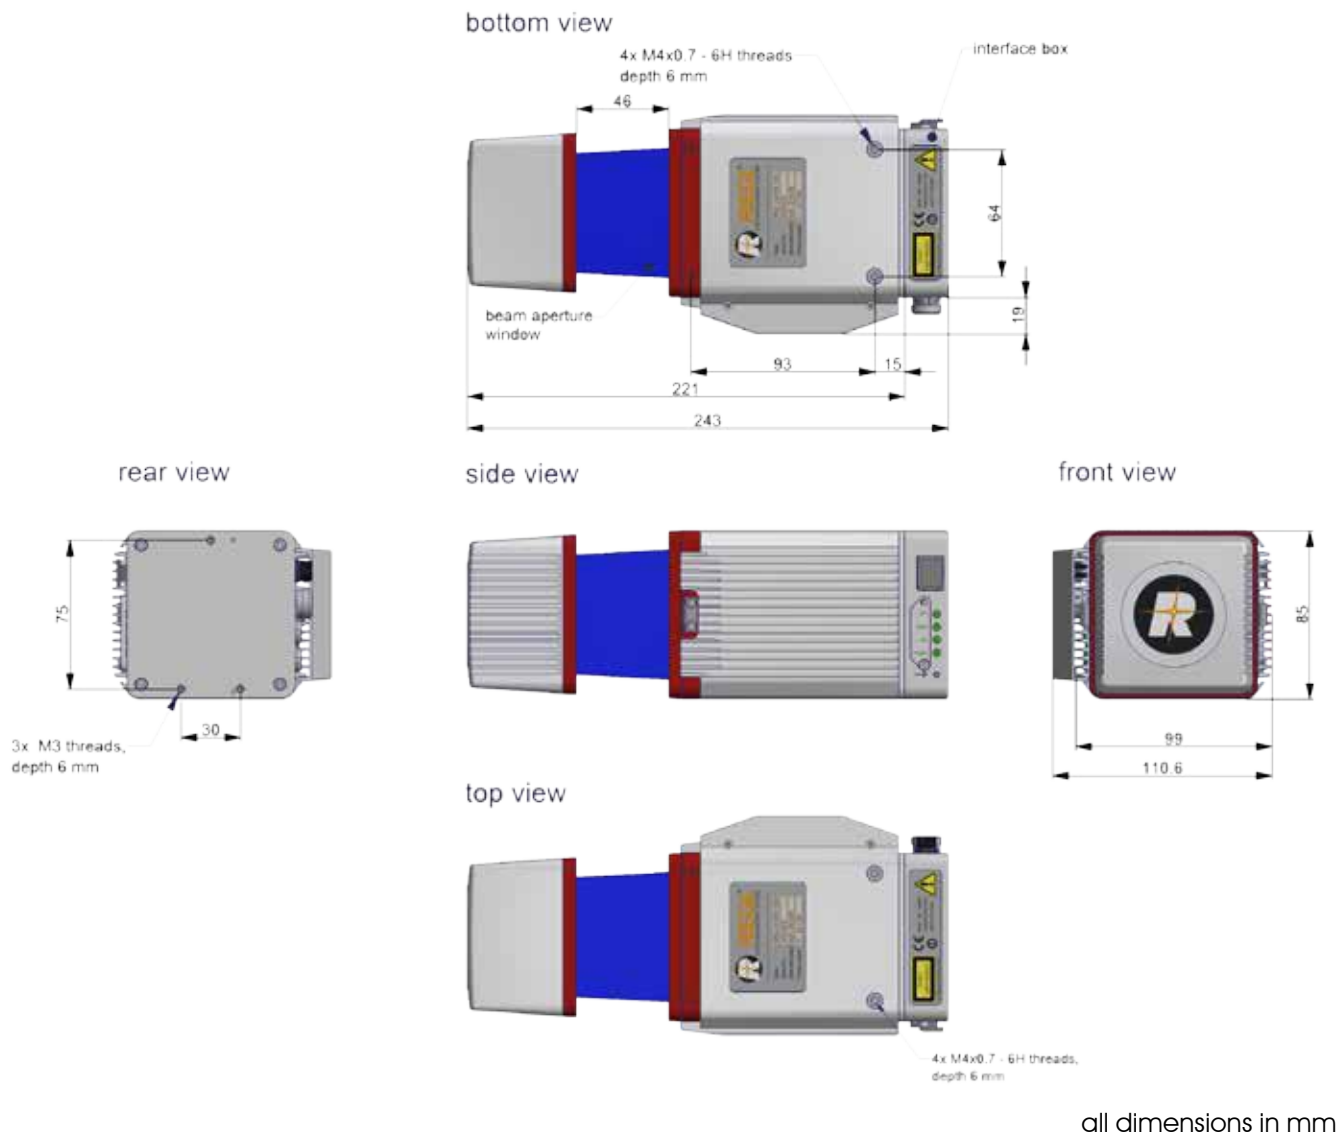 bottom view
4x M4x0.7 - 6H threads
depth 6 mm
interface box
46
64
19
beam aperture
window
93
15
221
243
rear view
side view
front view
75
30
3x M3 threads,
depth 6 mm
R
85
99
110.6
top view
4x M4x0.7 - 6H threads,
depth 6 mm
all dimensions in mm